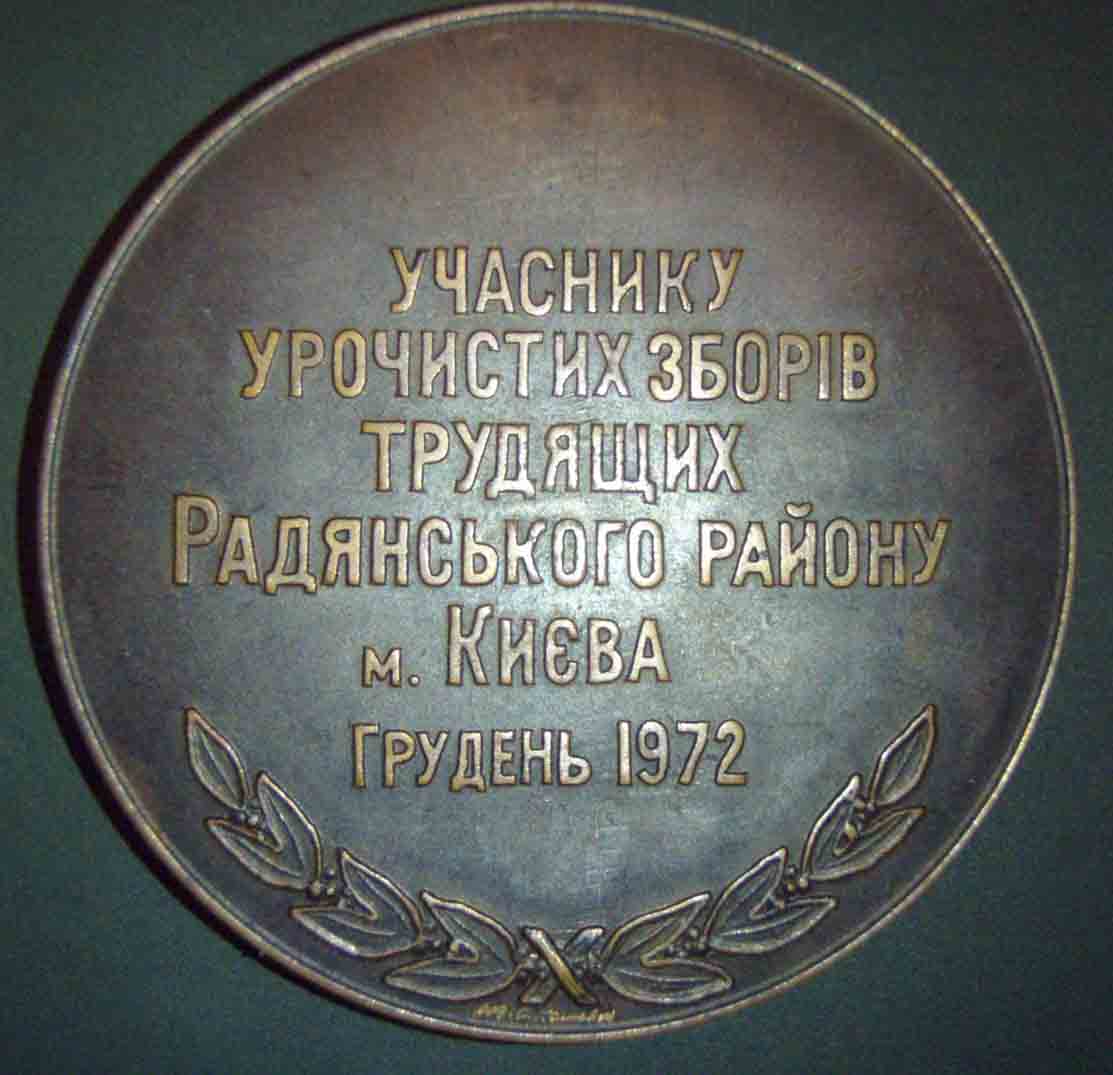 УЧАСНИКУ
УРОЧИСТИХ ЗБОРІВ
ТРУДЯЩИХ
РАДЯНСЬКОГО РАЙОНУ
м. КИЄВА
ГРУДЕНЬ 1972